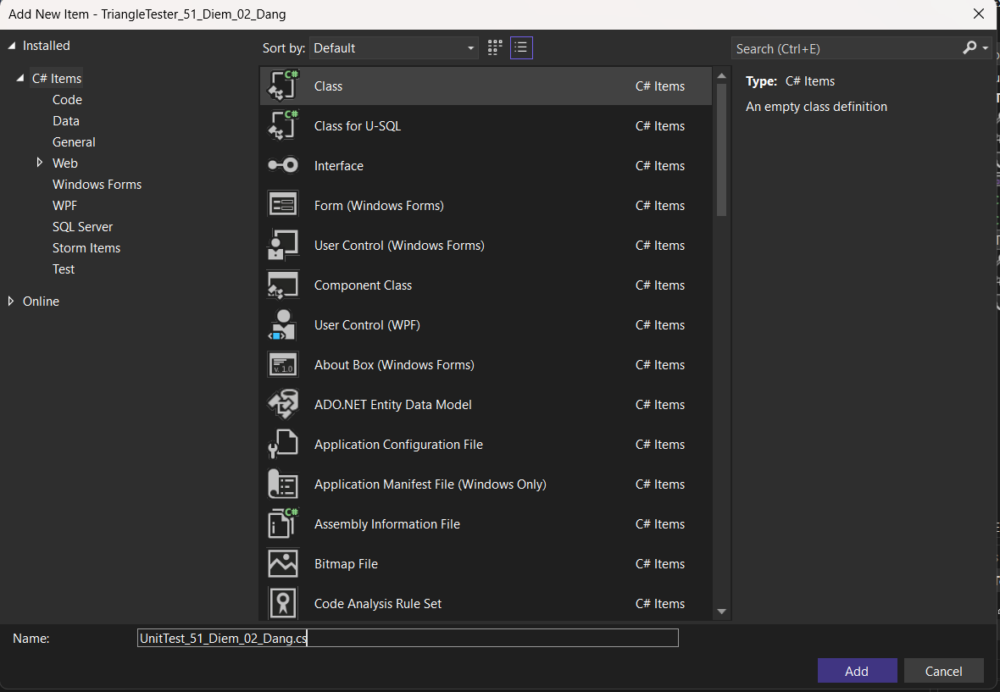 Add New Item - TriangleTester_51_Diem_02_Dang
Installed
C# Items
Code
Data
General
Web
Windows Forms
WPF
SQL Server
Storm Items
Test
Online
Sort by: Default
Search (Ctrl+E)
C# Class C# Items
C# Class for U-SQL C# Items
Interface C# Items
Form (Windows Forms) C# Items
User Control (Windows Forms) C# Items
Component Class C# Items
User Control (WPF) C# Items
v. 1.0 About Box (Windows Forms) C# Items
ADO.NET Entity Data Model C# Items
Application Configuration File C# Items
Application Manifest File (Windows Only) C# Items
C# Assembly Information File C# Items
Bitmap File C# Items
Code Analysis Rule Set C# Items
Type: C# Items
An empty class definition
Name: UnitTest_51_Diem_02_Dang.cs
Add Cancel